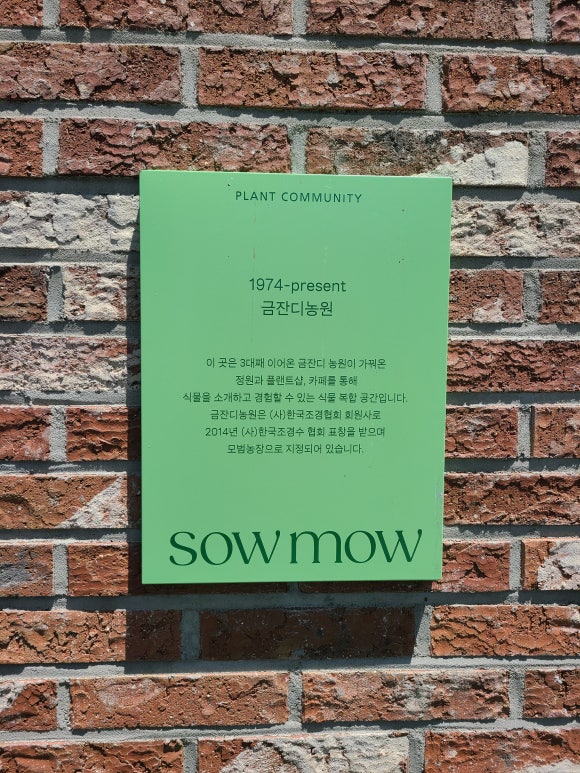 PLANT COMMUNITY
1974-present
금잔디농원
이 곳은 3대째 이어온 금잔디 농원이 가꿔온
정원과 플랜트샵, 카페를 통해
식물을 소개하고 경험할 수 있는 식물 복합 공간입니다.
금잔디농원은 (사)한국조경협회 회원사로
2014년 (사)한국조경수 협회 표창을 받으며
모범농장으로 지정되어 있습니다.
sowmow